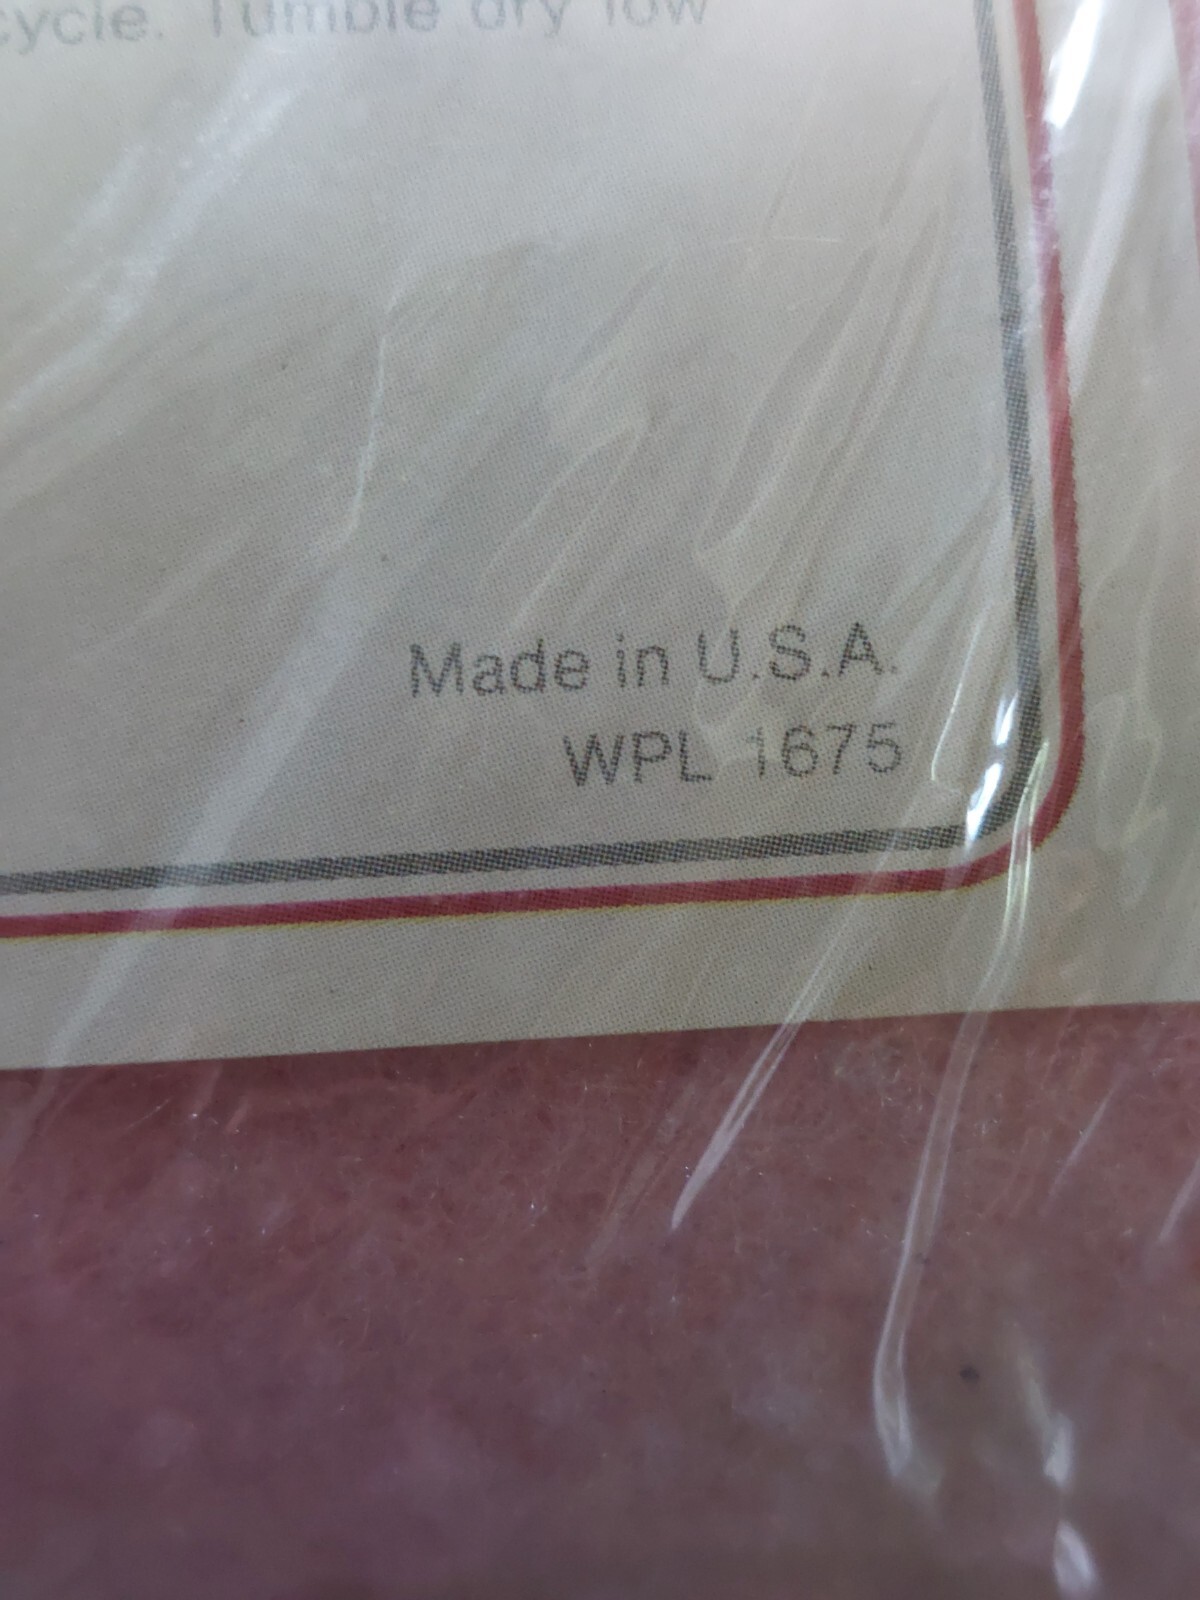 cycle. Tumble dry low
Made in U.S.A.
WPL 1675